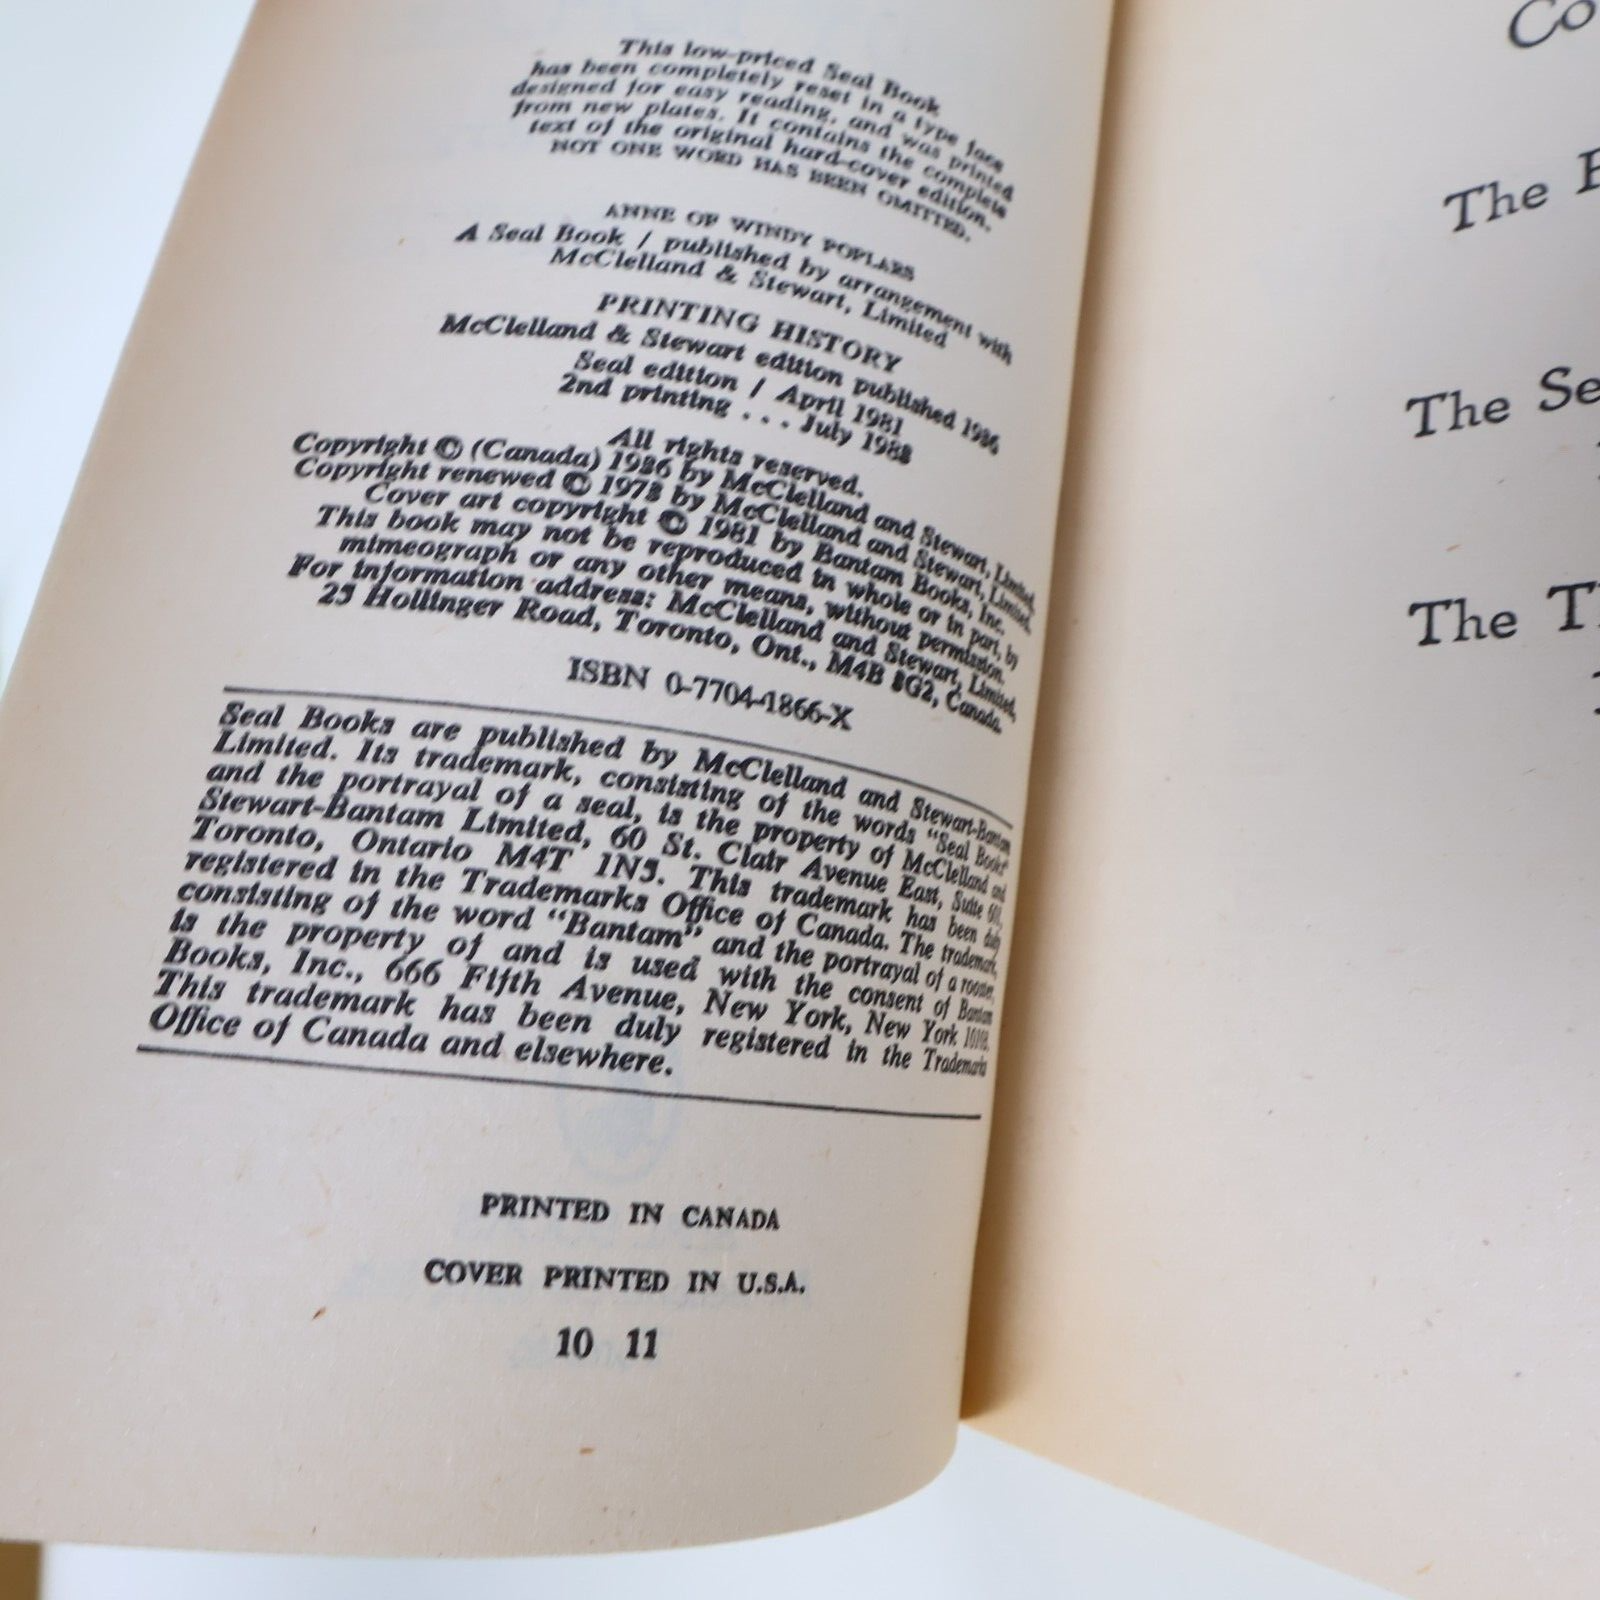 This low-priced Seal Book
has been completely reset in a type face
designed for easy reading, and was printed
from new plates. It contains the complete
text of the original hard-cover edition.
NOT ONE WORD HAS BEEN OMITTED.
ANNE OF WINDY POPLARS
A Seal Book / published by arrangement with
McClelland & Stewart, Limited
PRINTING HISTORY
McClelland & Stewart edition published
Seal edition / April 1981
2nd printing . . . July
All rights reserved.
Copyright © (Canada) by McClelland and Stewart, Limited,
Copyright renewed © by McClelland and Stewart, Limited.
Cover art copyright © 1981 by Bantam Books, Inc.
This book may not be reproduced in whole or in part, by
mimeograph or any other means, without permission.
For information address: McClelland and Stewart, Limited,
25 Hollinger Road, Toronto, Ont., M4B 3G2, Canada.
ISBN 0-7704-1866-X
Seal Books are published by McClelland and Stewart-Bantam
Limited. Its trademark, consisting of the words "Seal Books"
and the portrayal of a seal, is the property of McClelland and
Stewart-Bantam Limited, 60 St. Clair Avenue East, Suite 601,
Toronto, Ontario M4T 1N5. This trademark has been duly
registered in the Trademarks Office of Canada. The trademark,
consisting of the word "Bantam" and the portrayal of a rooster,
is the property of and is used with the consent of Bantam
Books, Inc., 666 Fifth Avenue, New York, New York 10103.
This trademark has been duly registered in the Trademarks
Office of Canada and elsewhere.
PRINTED IN CANADA
COVER PRINTED IN U.S.A.
10 11
Co
The
The Se
The T